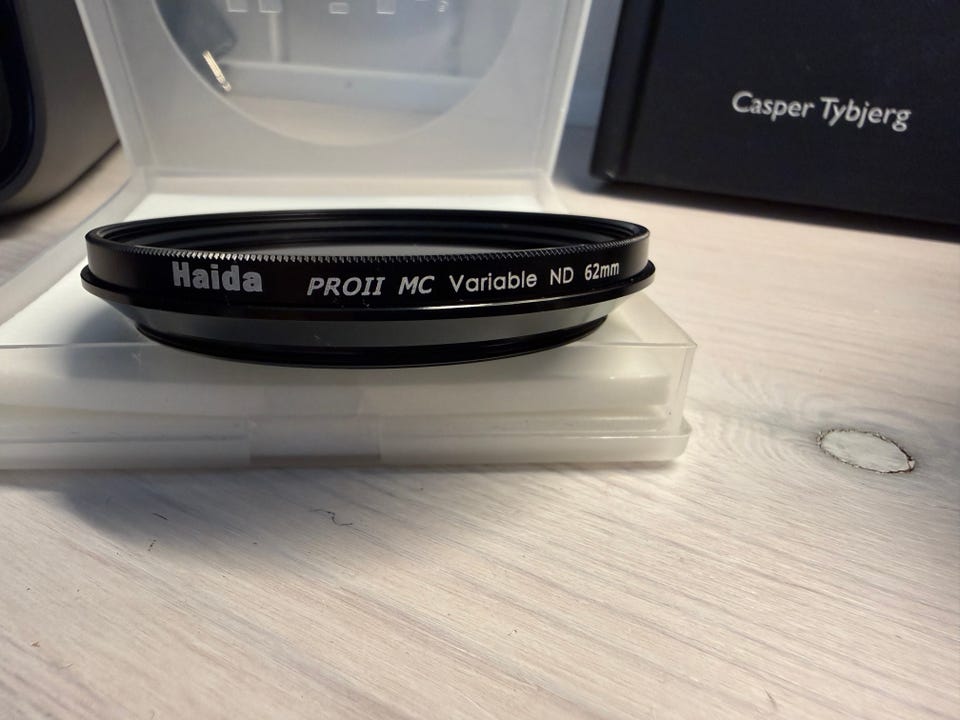 Casper Tybjerg
Haida PROII MC Variable ND 62mm